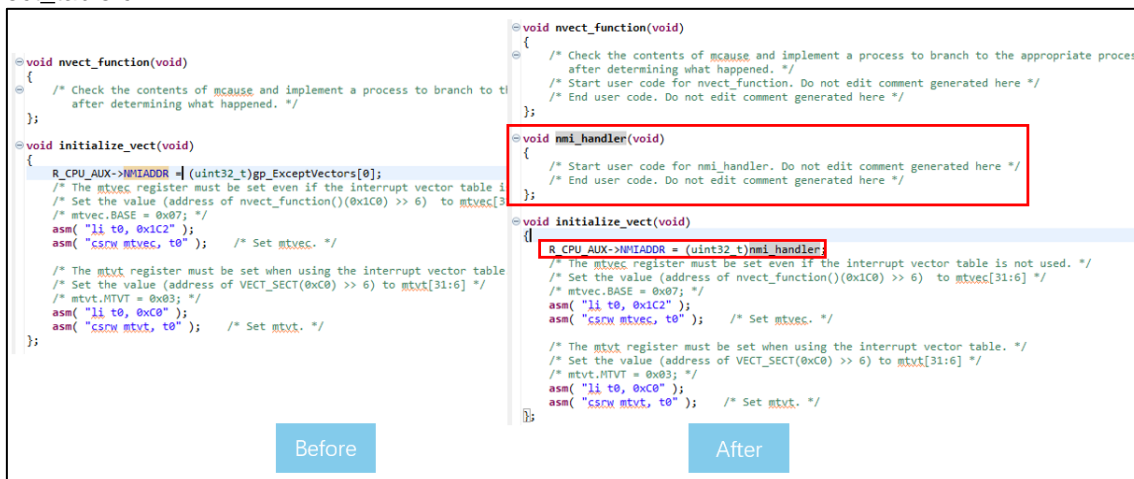 void nvect_function(void)
{
/* Check the contents of mcause and implement a process to branch to th
after determining what happened. */
};
void initialize_vect(void)
{
R_CPU_AUX->NMIADDR = (uint32_t)gp_ExceptVectors[0];
/* The mtvec register must be set even if the interrupt vector table i
/* Set the value (address of nvect_function()(0x1C0) >> 6) to mtvec[3
/* mtvec.BASE = 0x07; */
asm( "li t0, 0x1C2" );
asm( "csrw mtvec, t0" ); /* Set mtvec. */
/* The mtvt register must be set when using the interrupt vector table
/* Set the value (address of VECT_SECT(0xC0) >> 6) to mtvt[31:6] */
/* mtvt.MTVT = 0x03; */
asm( "li t0, 0xC0" );
asm( "csrw mtvt, t0" ); /* Set mtvt. */
};
Before
void nvect_function(void)
{
/* Check the contents of mcause and implement a process to branch to the appropriate proces
after determining what happened. */
/* Start user code for nvect_function. Do not edit comment generated here */
/* End user code. Do not edit comment generated here */
};
void nmi_handler(void)
{
/* Start user code for nmi_handler. Do not edit comment generated here */
/* End user code. Do not edit comment generated here */
};
void initialize_vect(void)
{
R_CPU_AUX->NMIADDR = (uint32_t)nmi_handler;
/* The mtvec register must be set even if the interrupt vector table is not used. */
/* Set the value (address of nvect_function()(0x1C0) >> 6) to mtvec[31:6] */
/* mtvec.BASE = 0x07; */
asm( "li t0, 0x1C2" );
asm( "csrw mtvec, t0" ); /* Set mtvec. */
/* The mtvt register must be set when using the interrupt vector table. */
/* Set the value (address of VECT_SECT(0xC0) >> 6) to mtvt[31:6] */
/* mtvt.MTVT = 0x03; */
asm( "li t0, 0xC0" );
asm( "csrw mtvt, t0" ); /* Set mtvt. */
};
After